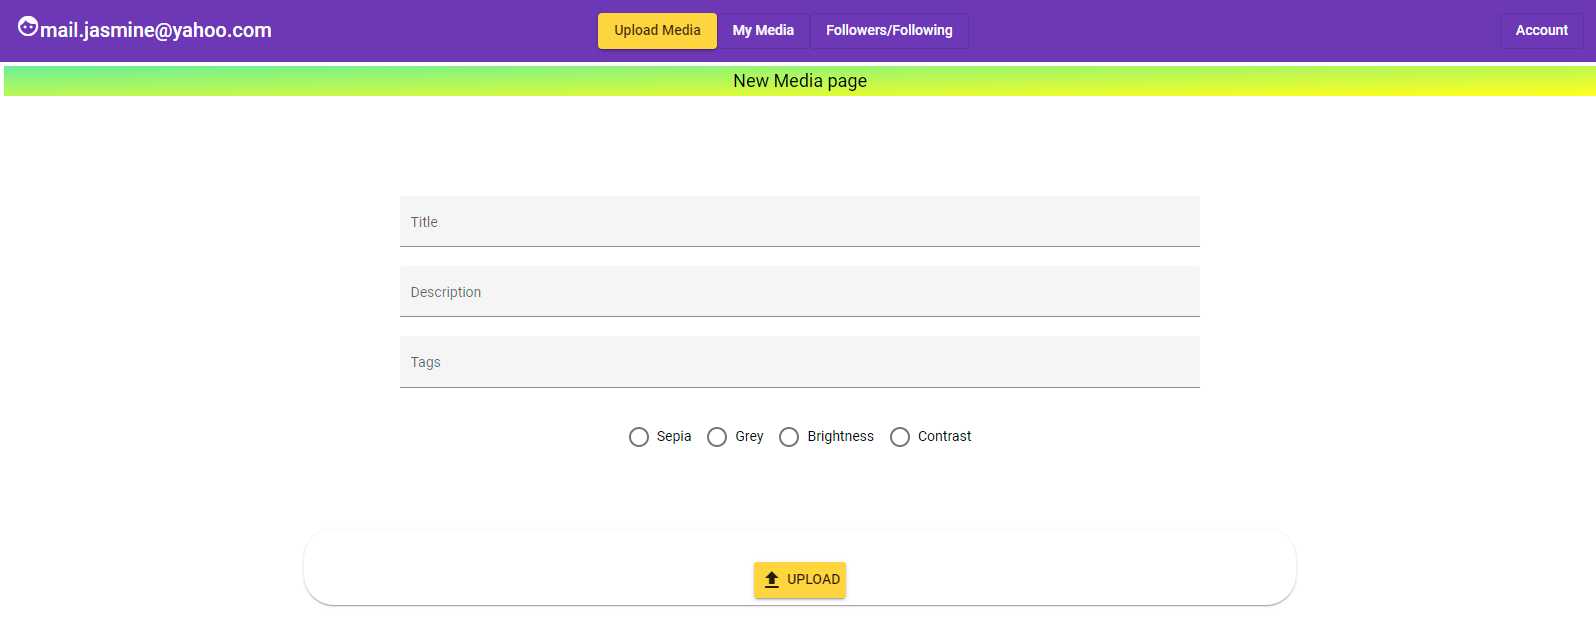 mail.jasmine@yahoo.com
Upload Media
My Media
Followers/Following
Account
New Media page
Title
Description
Tags
Sepia
Grey
Brightness
Contrast
UPLOAD